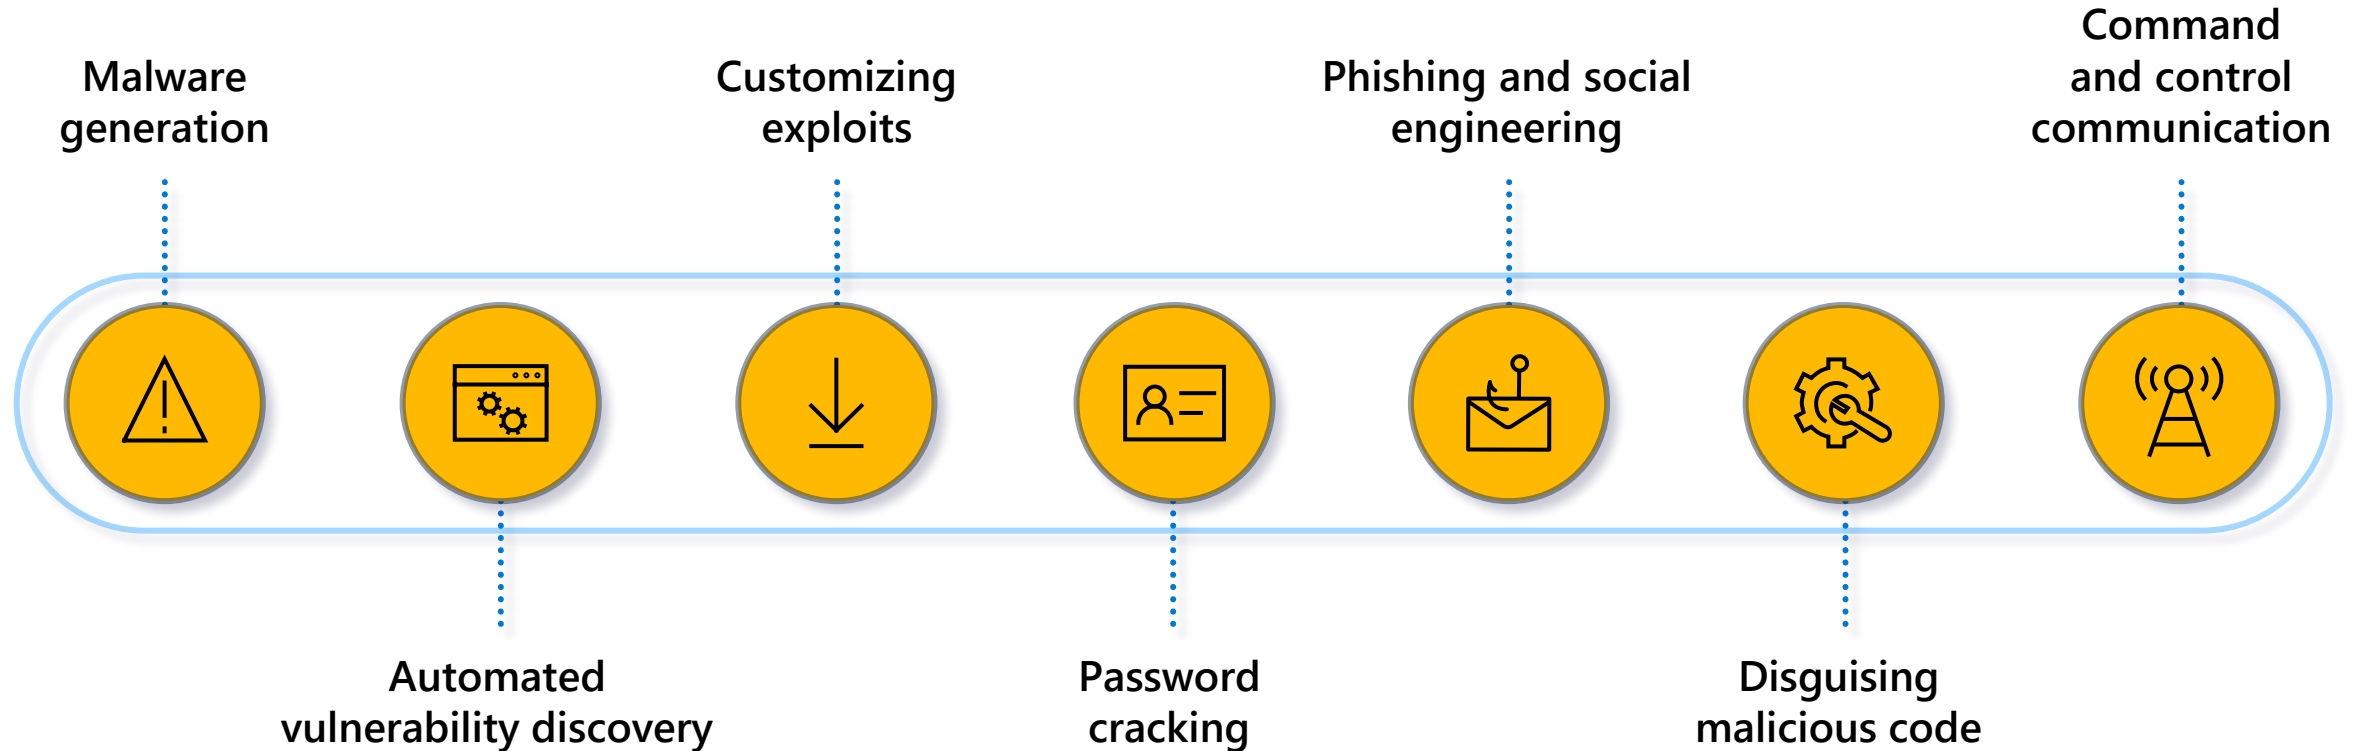 Malware
generation
Automated
vulnerability discovery
Customizing
exploits
Password
cracking
Phishing and social
engineering
Disguising
malicious code
Command
and control
communication